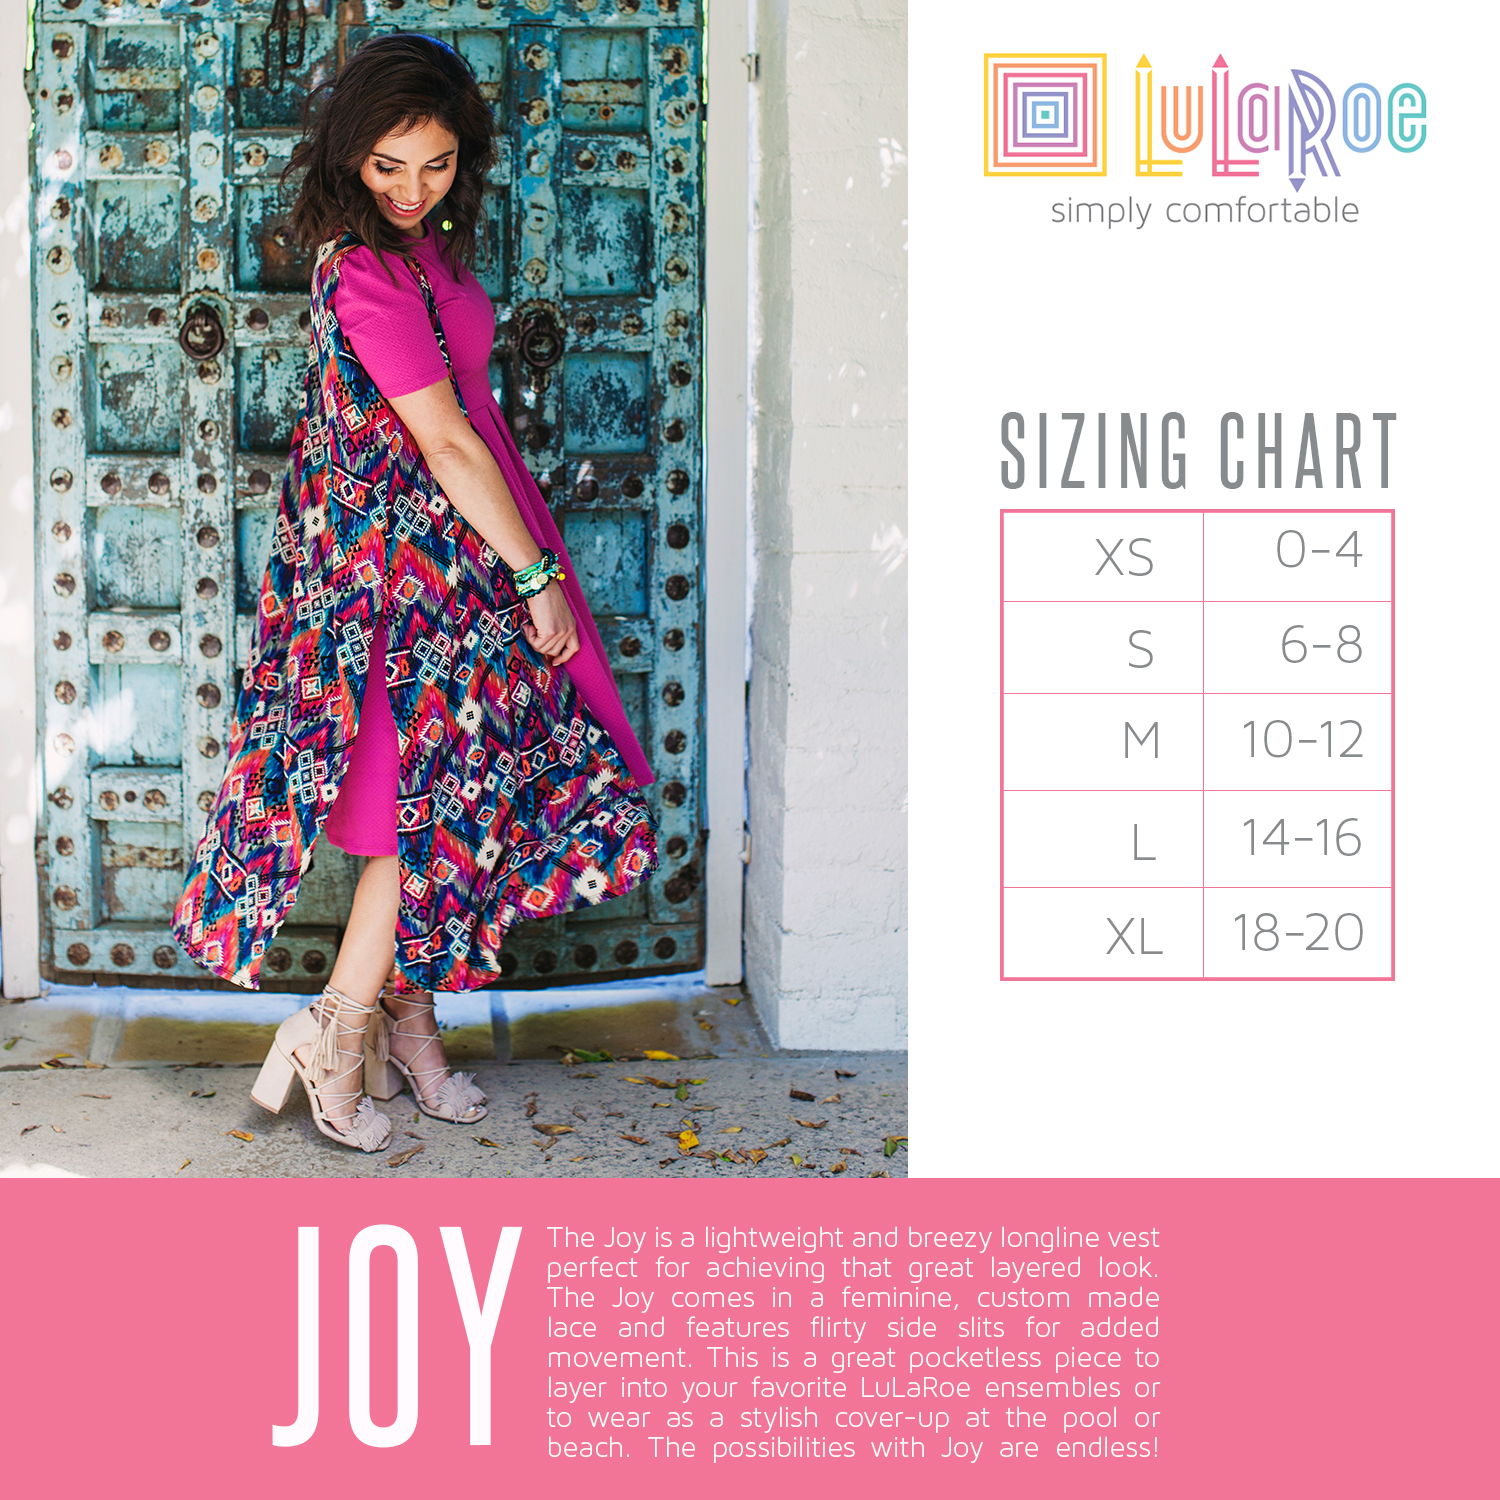 LuLaRoe
simply comfortable
SIZING CHART
XS 0-4
S 6-8
M 10-12
L 14-16
XL 18-20
JOY
The Joy is a lightweight and breezy longline vest
perfect for achieving that great layered look.
The Joy comes in a feminine, custom made
lace and features flirty side slits for added
movement. This is a great pocketless piece to
layer into your favorite LuLaRoe ensembles or
to wear as a stylish cover-up at the pool or
beach. The possibilities with Joy are endless!